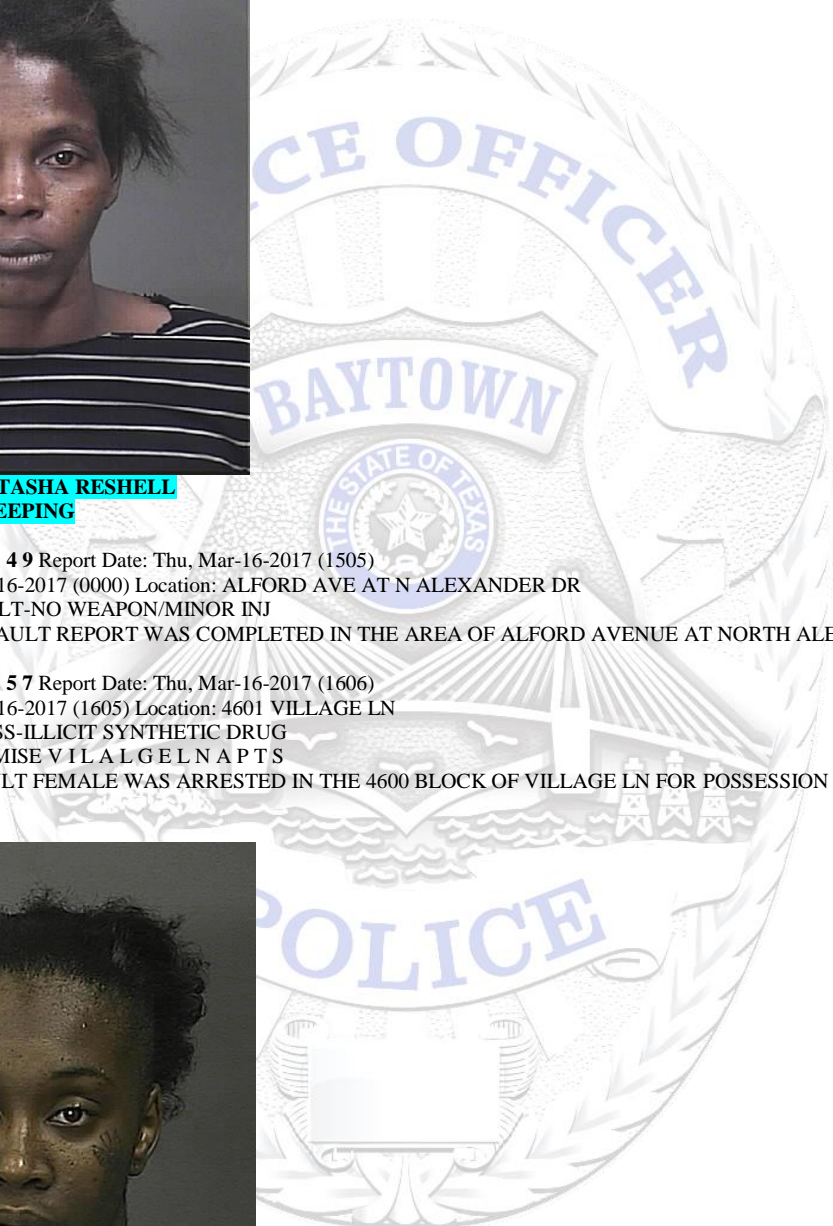 CE OFFICER
BAYTOWN
THE STATE OF TEXAS
TASHA RESHELL
EEPING
4 9 Report Date: Thu, Mar-16-2017 (1505)
16-2017 (0000) Location: ALFORD AVE AT N ALEXANDER DR
LT-NO WEAPON/MINOR INJ
AULT REPORT WAS COMPLETED IN THE AREA OF ALFORD AVENUE AT NORTH ALE
5 7 Report Date: Thu, Mar-16-2017 (1606)
16-2017 (1605) Location: 4601 VILLAGE LN
SS-ILLICIT SYNTHETIC DRUG
MISE V I L A L G E L N A P T S
LT FEMALE WAS ARRESTED IN THE 4600 BLOCK OF VILLAGE LN FOR POSSESSION
POLICE